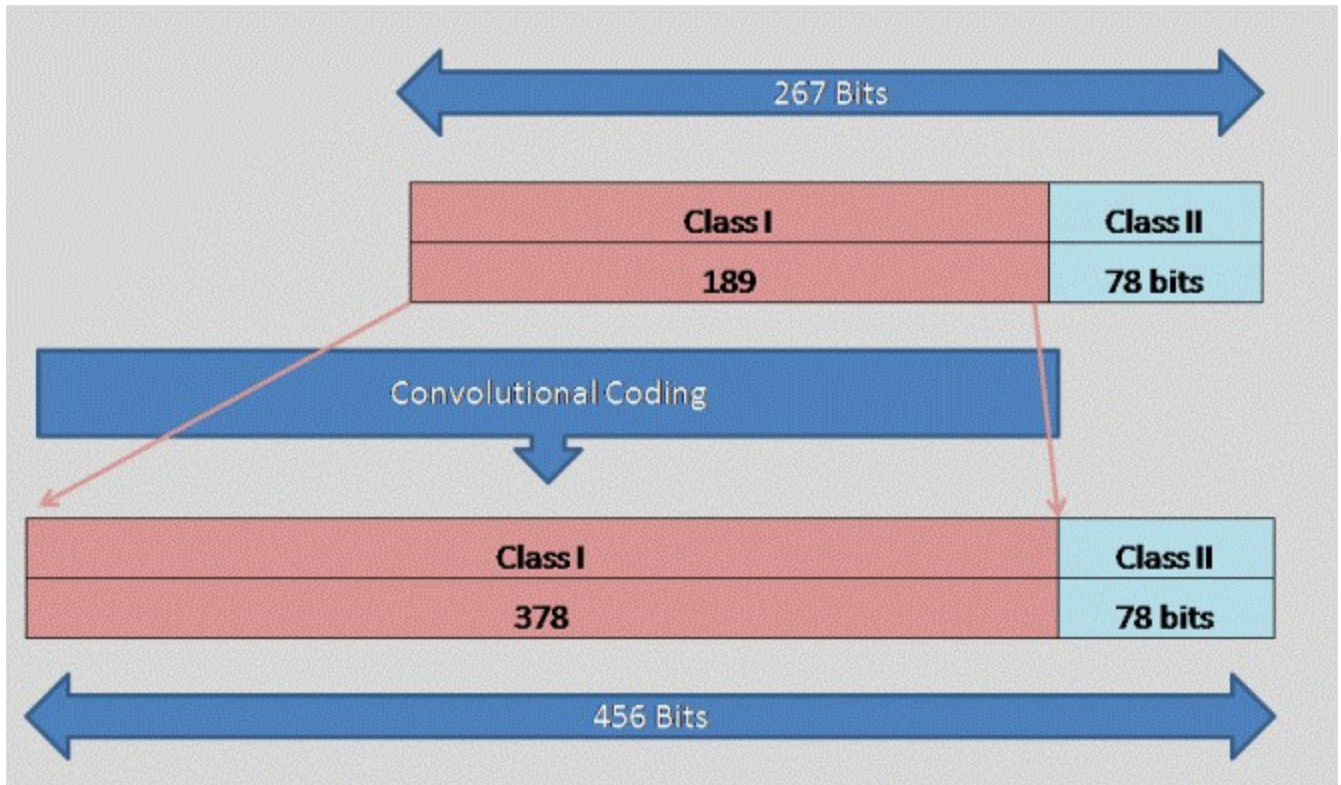 267 Bits
Class I
Class II
189
78 bits
Convolutional Coding
Class I
Class II
378
78 bits
456 Bits